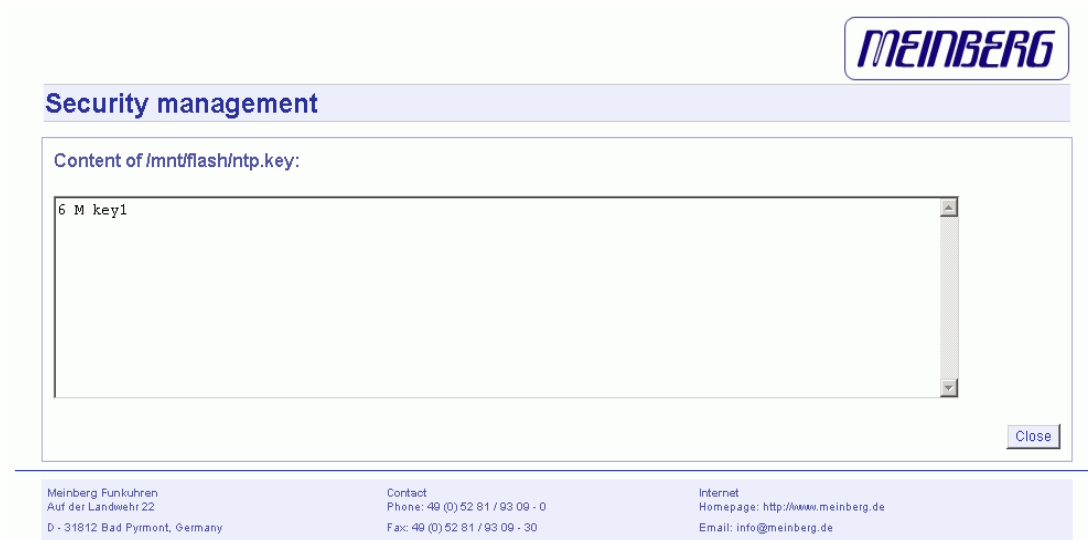 MEINBERG
Security management
Content of /mnt/flash/ntp.key:
6 M key1
Close
Meinberg Funkuhren
Auf der Landwehr 22
D - 31812 Bad Pyrmont, Germany
Contact
Phone: 49 (0) 52 81 / 93 09 - 0
Fax: 49 (0) 52 81 / 93 09 - 30
Internet
Homepage: http://www.meinberg.de
Email: info@meinberg.de